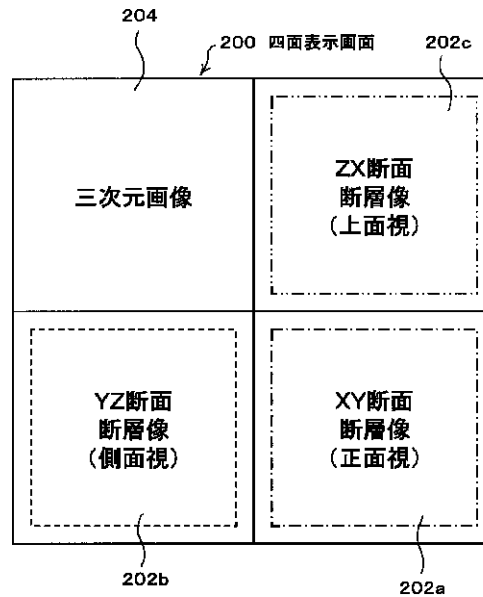 204
200 四面表示画面
202c
三次元画像
ZX断面
断層像
(上面視)
YZ断面
断層像
(側面視)
XY断面
断層像
(正面視)
202b
202a